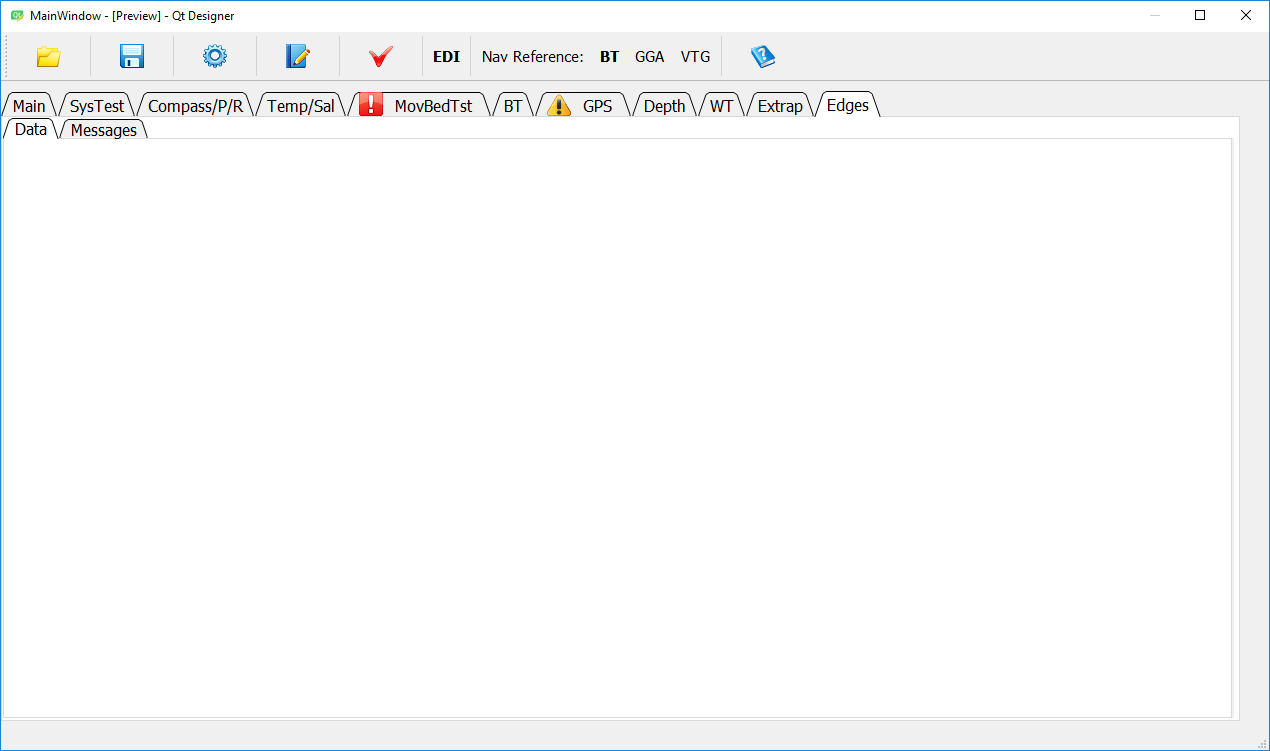 MainWindow - [Preview] - Qt Designer
EDI Nav Reference: BT GGA VTG
Main SysTest Compass/P/R Temp/Sal MovBedTst BT GPS Depth WT Extrap Edges
Data Messages